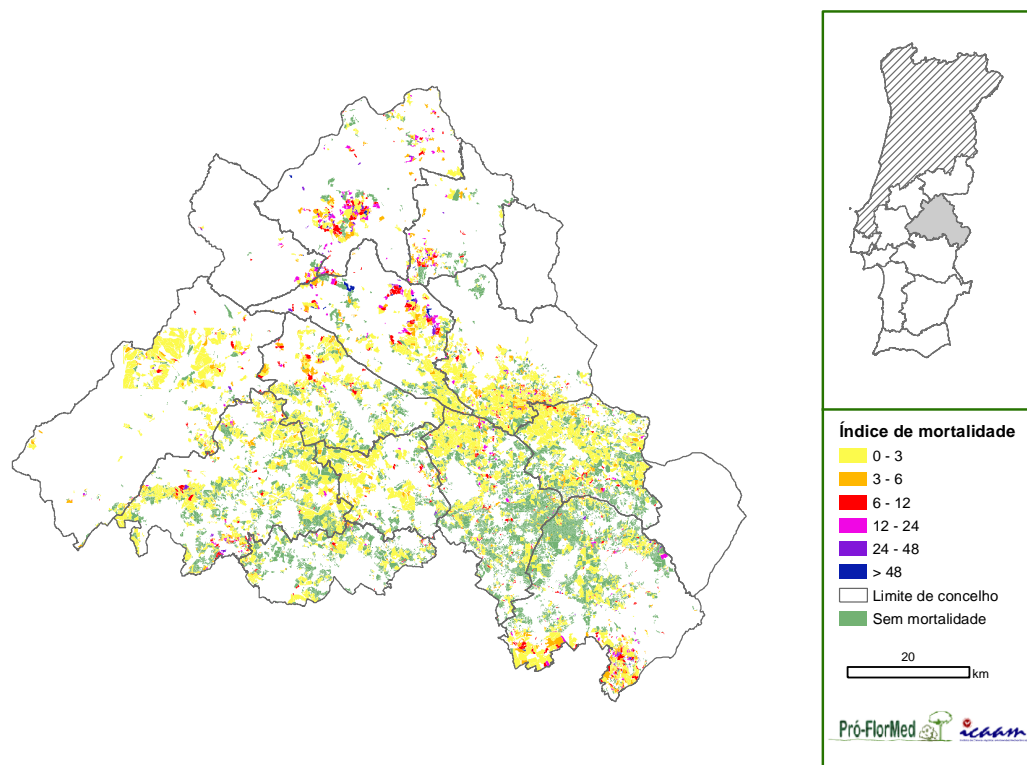 Índice de mortalidade
0 - 3
3 - 6
6 - 12
12 - 24
24 - 48
> 48
Limite de concelho
Sem mortalidade
20
km
Pró-FlorMed
icaam